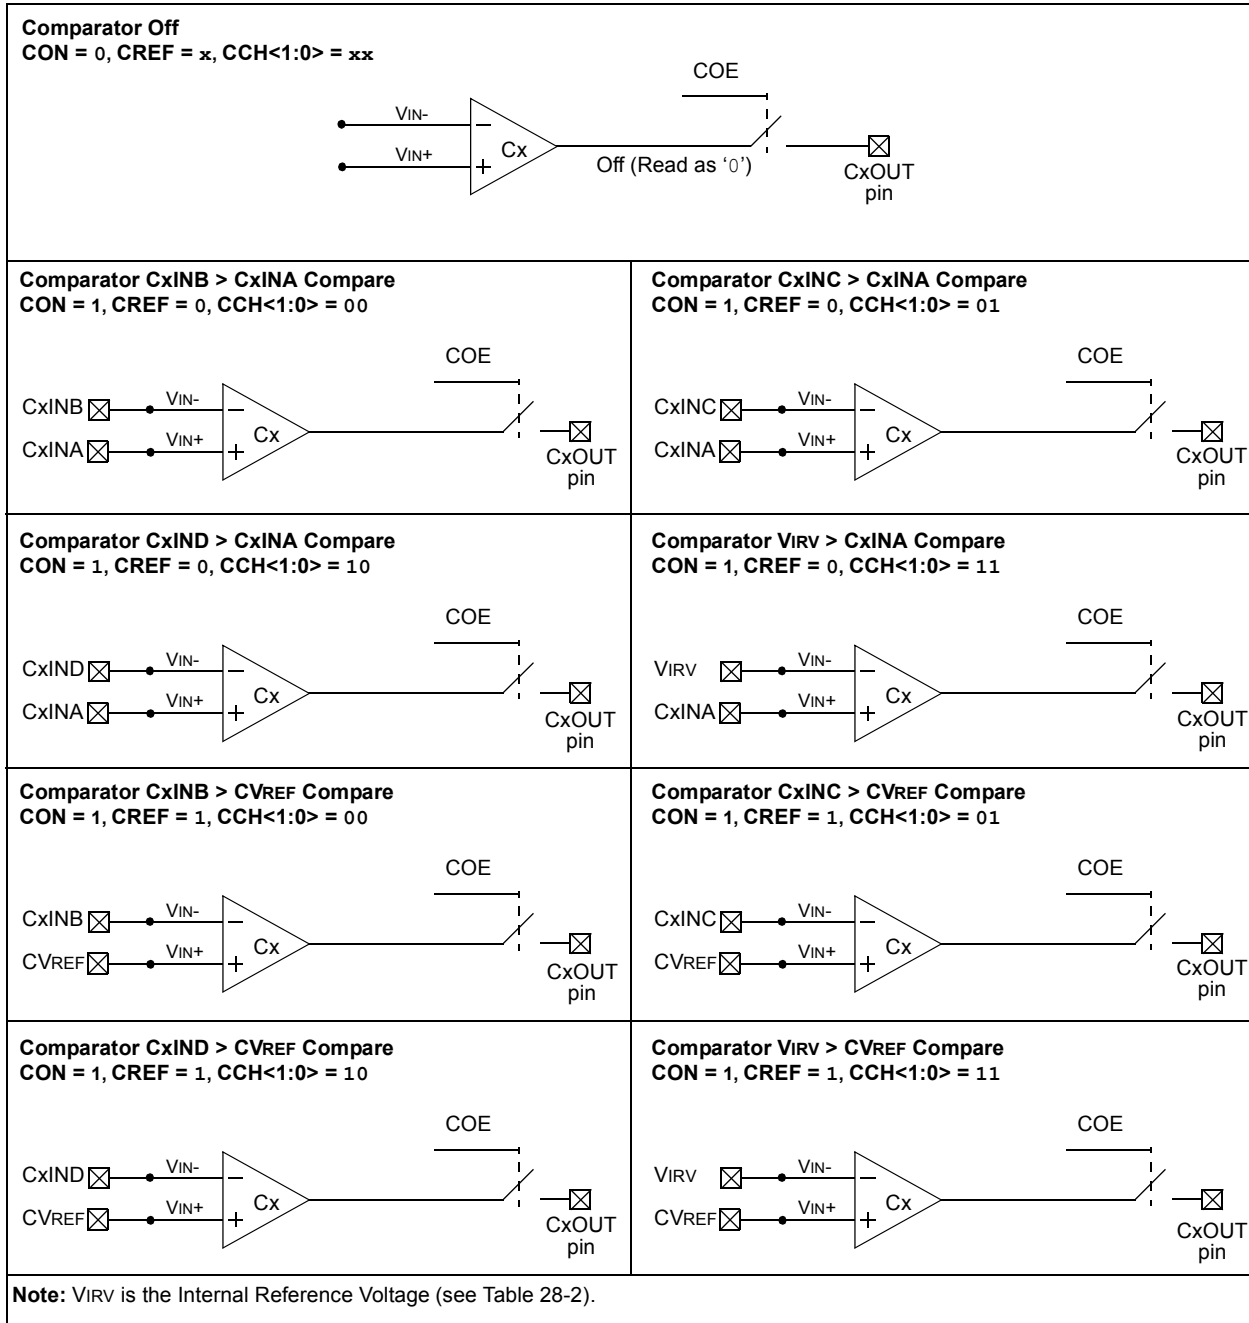 Comparator Off
CON = 0, CREF = x, CCH<1:0> = xx
COE
VIN-
VIN+
Cx
Off (Read as ‘0’)
CxOUT
pin
Comparator CxINB > CxINA Compare
CON = 1, CREF = 0, CCH<1:0> = 00
COE
CxINB
VIN-
CxINA
VIN+
Cx
CxOUT
pin
Comparator CxINC > CxINA Compare
CON = 1, CREF = 0, CCH<1:0> = 01
COE
CxINC
VIN-
CxINA
VIN+
Cx
CxOUT
pin
Comparator CxIND > CxINA Compare
CON = 1, CREF = 0, CCH<1:0> = 10
COE
CxIND
VIN-
CxINA
VIN+
Cx
CxOUT
pin
Comparator VIRV > CxINA Compare
CON = 1, CREF = 0, CCH<1:0> = 11
COE
VIRV
VIN-
CxINA
VIN+
Cx
CxOUT
pin
Comparator CxINB > CVREF Compare
CON = 1, CREF = 1, CCH<1:0> = 00
COE
CxINB
VIN-
CVREF
VIN+
Cx
CxOUT
pin
Comparator CxINC > CVREF Compare
CON = 1, CREF = 1, CCH<1:0> = 01
COE
CxINC
VIN-
CVREF
VIN+
Cx
CxOUT
pin
Comparator CxIND > CVREF Compare
CON = 1, CREF = 1, CCH<1:0> = 10
COE
CxIND
VIN-
CVREF
VIN+
Cx
CxOUT
pin
Comparator VIRV > CVREF Compare
CON = 1, CREF = 1, CCH<1:0> = 11
COE
VIRV
VIN-
CVREF
VIN+
Cx
CxOUT
pin
Note: VIRV is the Internal Reference Voltage (see Table 28-2).